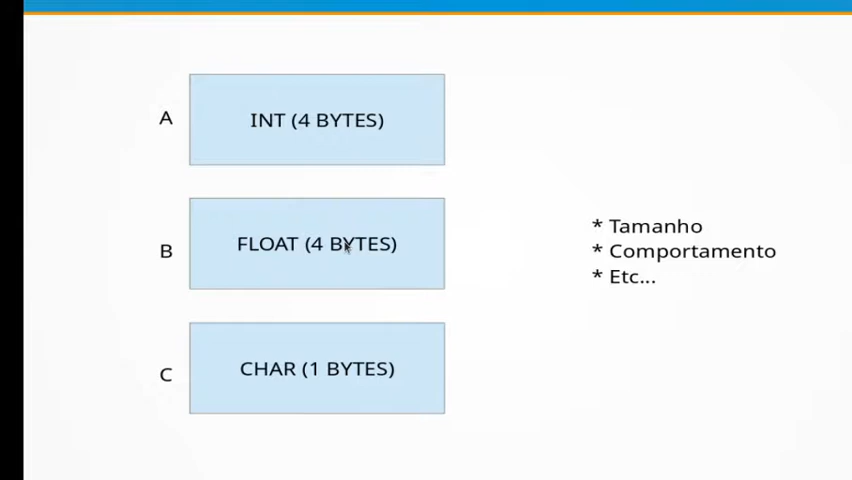 A
INT (4 BYTES)
B
FLOAT (4 BYTES)
* Tamanho
* Comportamento
* Etc...
C
CHAR (1 BYTES)